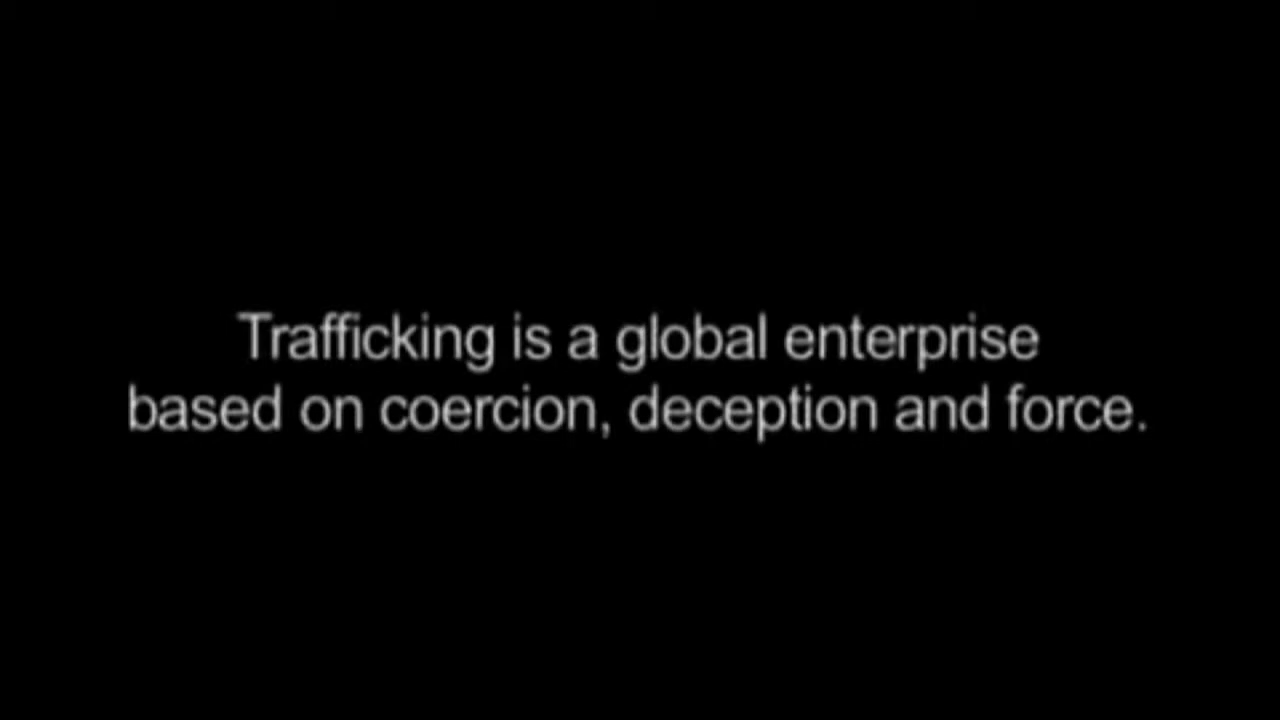 Trafficking is a global enterprise
based on coercion, deception and force.